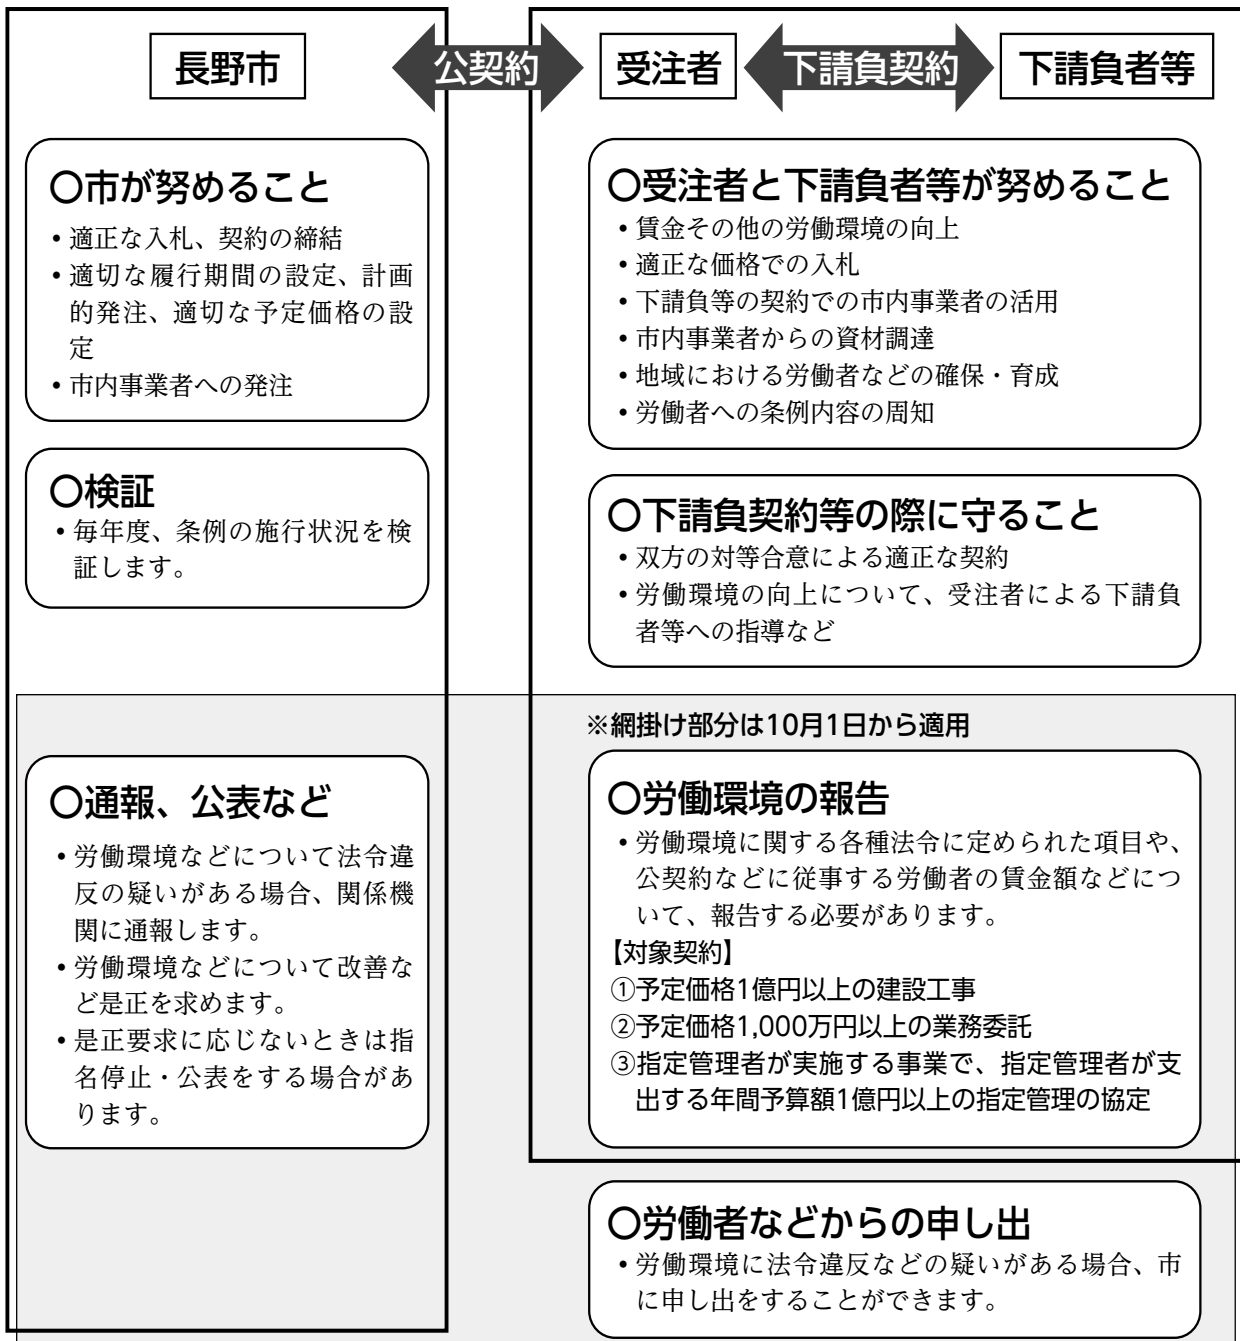 長野市
公契約
受注者
下請負契約
下請負者等
〇市が努めること
・適正な入札、契約の締結
・適切な履行期間の設定、計画
的発注、適切な予定価格の設
定
・市内事業者への発注
〇検証
・毎年度、条例の施行状況を検
証します。
〇受注者と下請負者等が努めること
・賃金その他の労働環境の向上
・適正な価格での入札
・下請負等の契約での市内事業者の活用
・市内事業者からの資材調達
・地域における労働者などの確保・育成
・労働者への条例内容の周知
〇下請負契約等の際に守ること
・双方の対等合意による適正な契約
・労働環境の向上について、受注者による下請負
者等への指導など
※網掛け部分は10月1日から適用
〇通報、公表など
・労働環境などについて法令違
反の疑いがある場合、関係機
関に通報します。
・労働環境などについて改善な
ど是正を求めます。
・是正要求に応じないときは指
名停止・公表をする場合があ
ります。
〇労働環境の報告
・労働環境に関する各種法令に定められた項目や、
公契約などに従事する労働者の賃金額などにつ
いて、報告する必要があります。
【対象契約】
①予定価格1億円以上の建設工事
②予定価格1,000万円以上の業務委託
③指定管理者が実施する事業で、指定管理者が支
出する年間予算額1億円以上の指定管理の協定
〇労働者などからの申し出
・労働環境に法令違反などの疑いがある場合、市
に申し出をすることができます。